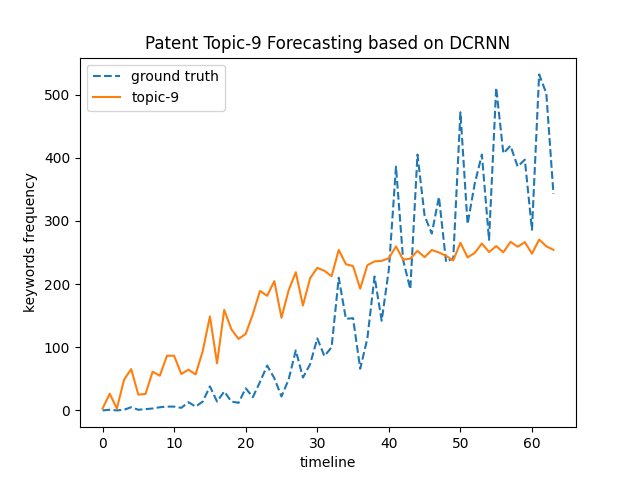 Patent Topic-9 Forecasting based on DCRNN
ground truth
topic-9
keywords frequency
500
400
300
200
100
0
0 10 20 30 40 50 60
timeline